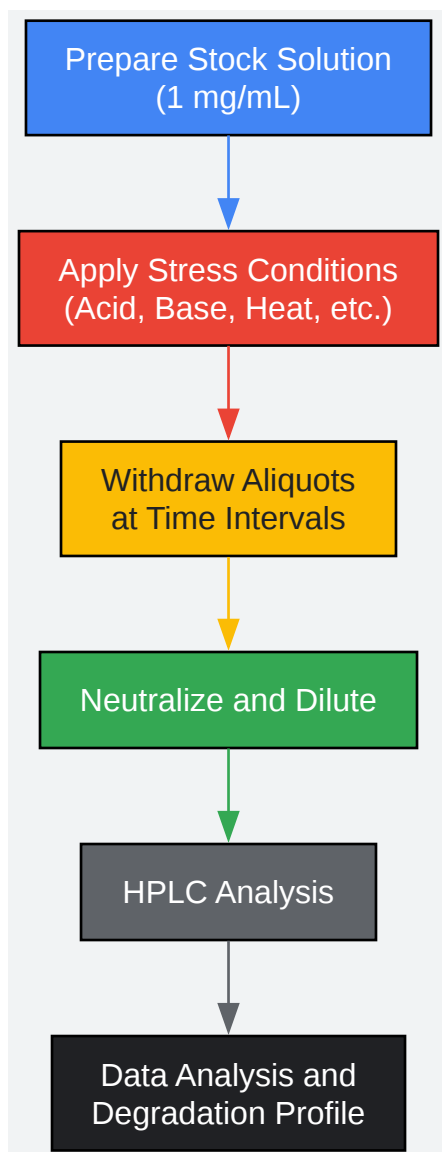 Prepare Stock Solution
(1 mg/mL)
Apply Stress Conditions
(Acid, Base, Heat, etc.)
Withdraw Aliquots
at Time Intervals
Neutralize and Dilute
HPLC Analysis
Data Analysis and
Degradation Profile